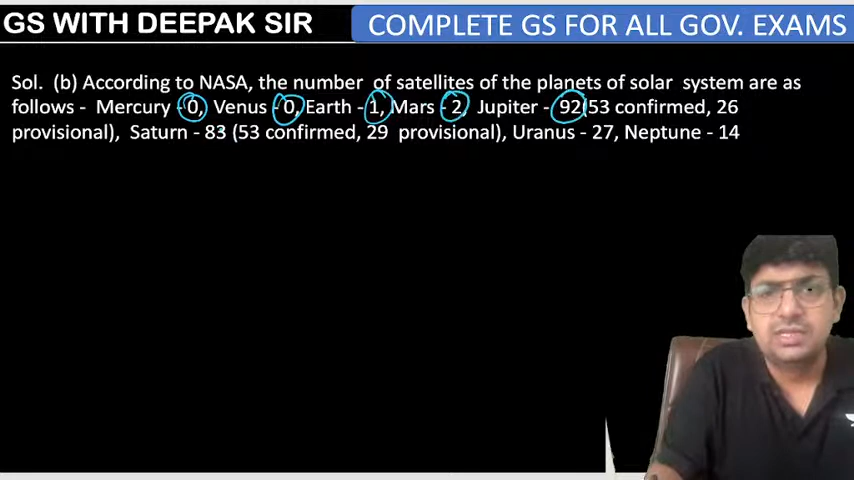 GS WITH DEEPAK SIR
COMPLETE GS FOR ALL GOV. EXAMS
Sol. (b) According to NASA, the number of satellites of the planets of solar system are as
follows - Mercury - 0, Venus - 0, Earth - 1, Mars - 2, Jupiter - 92(53 confirmed, 26
provisional), Saturn - 83 (53 confirmed, 29 provisional), Uranus - 27, Neptune - 14